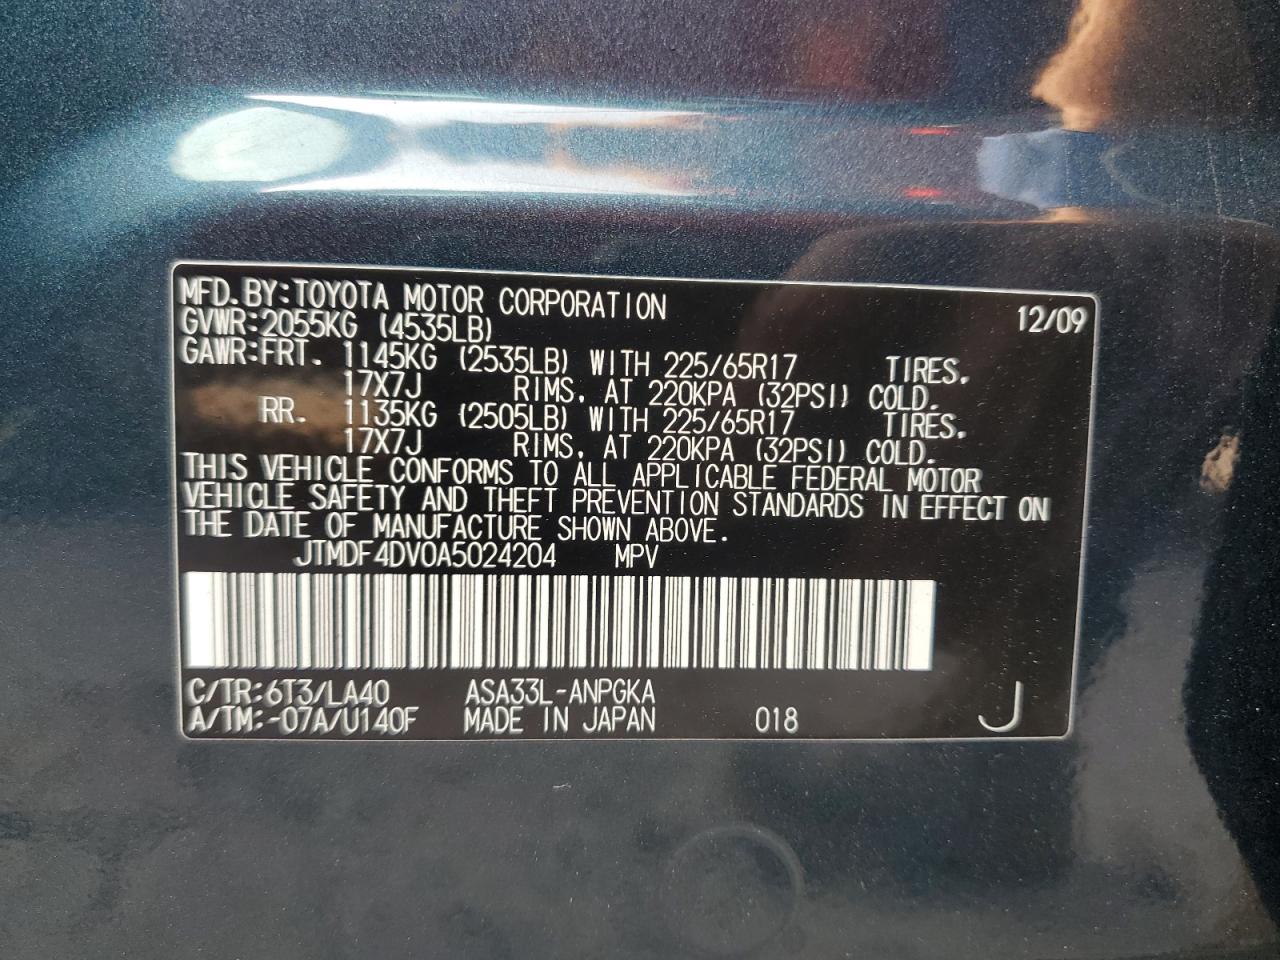 MFD.BY:TOYOTA MOTOR CORPORATION 12/09
GVWR:2055KG (4535LB)
GAWR:FRT. 1145KG (2535LB) WITH 225/65R17 TIRES,
17X7J RIMS, AT 220KPA (32PSI) COLD.
RR. 1135KG (2505LB) WITH 225/65R17 TIRES,
17X7J RIMS, AT 220KPA (32PSI) COLD.
THIS VEHICLE CONFORMS TO ALL APPLICABLE FEDERAL MOTOR
VEHICLE SAFETY AND THEFT PREVENTION STANDARDS IN EFFECT ON
THE DATE OF MANUFACTURE SHOWN ABOVE.
JTMDF4DV0A5024204 MPV
C/TR:6T3/LA40 ASA33L-ANPGKA
A/TM:-07A/U140F MADE IN JAPAN 018 J